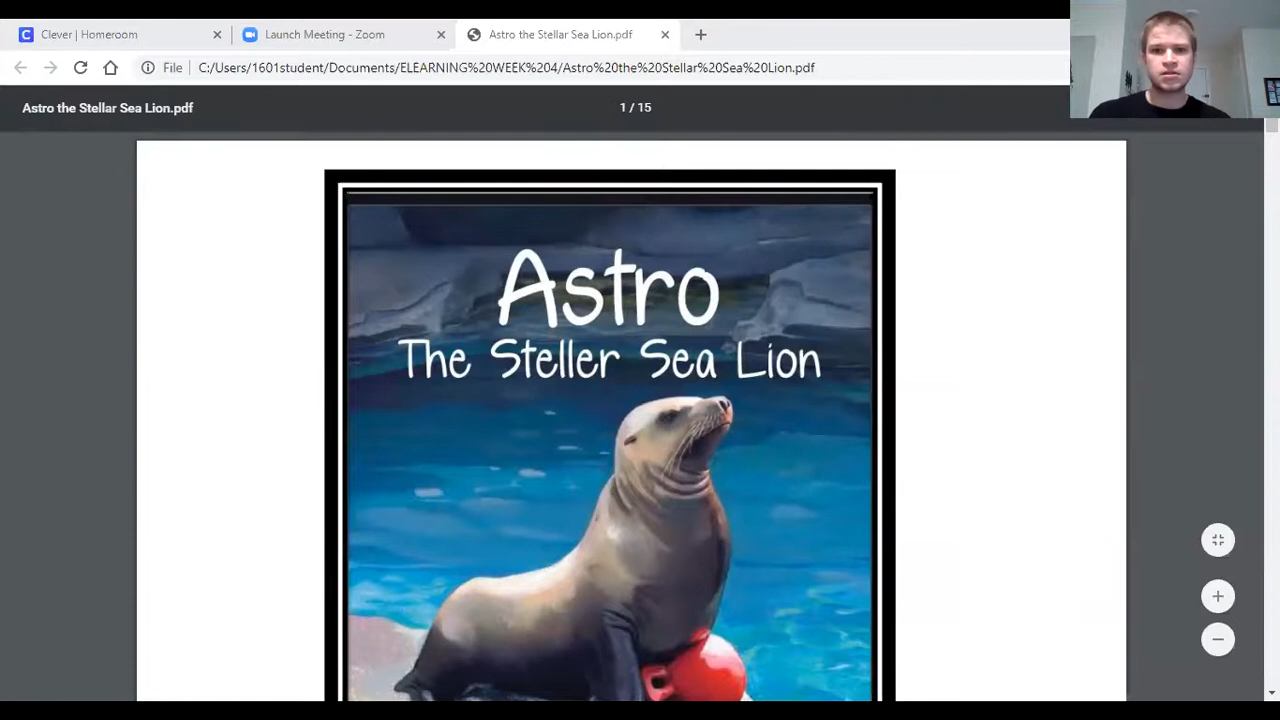 Clever | Homeroom
Launch Meeting - Zoom
Astro the Stellar Sea Lion.pdf
File
C:/Users/1601student/Documents/ELEARNING%20WEEK%204/Astro%20the%20Stellar%20Sea%20Lion.pdf
Astro the Stellar Sea Lion.pdf
1 / 15
Astro
The Steller Sea Lion